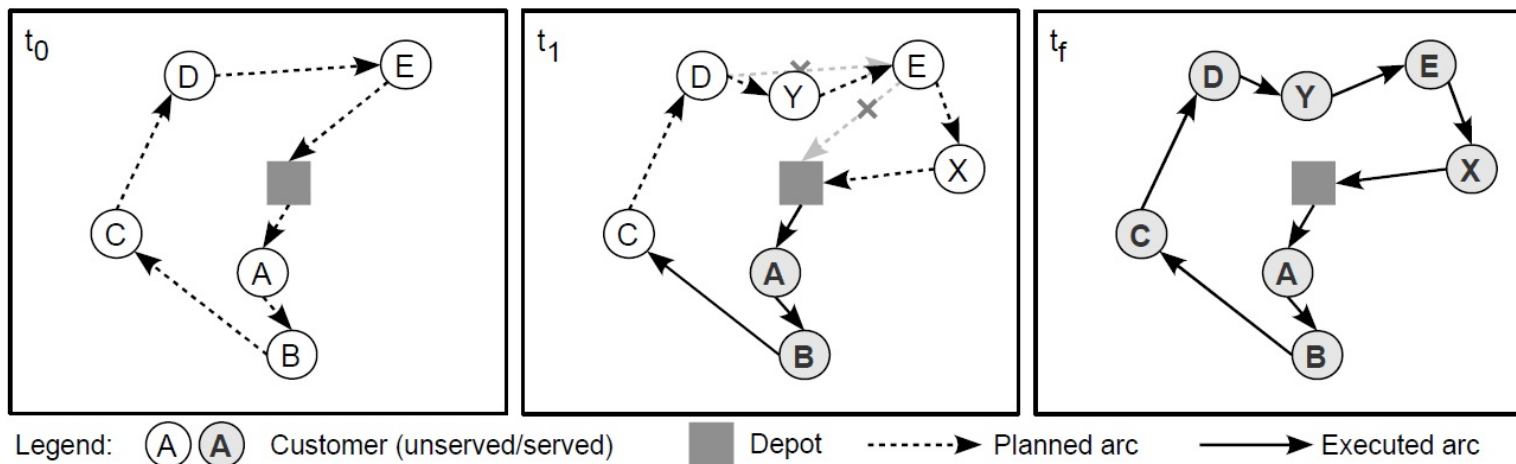 t0
D
E
C
A
B
t1
D
Y
E
X
C
A
B
tf
D
Y
E
X
C
A
B
Legend: A A Customer (unserved/served) Depot Planned arc Executed arc